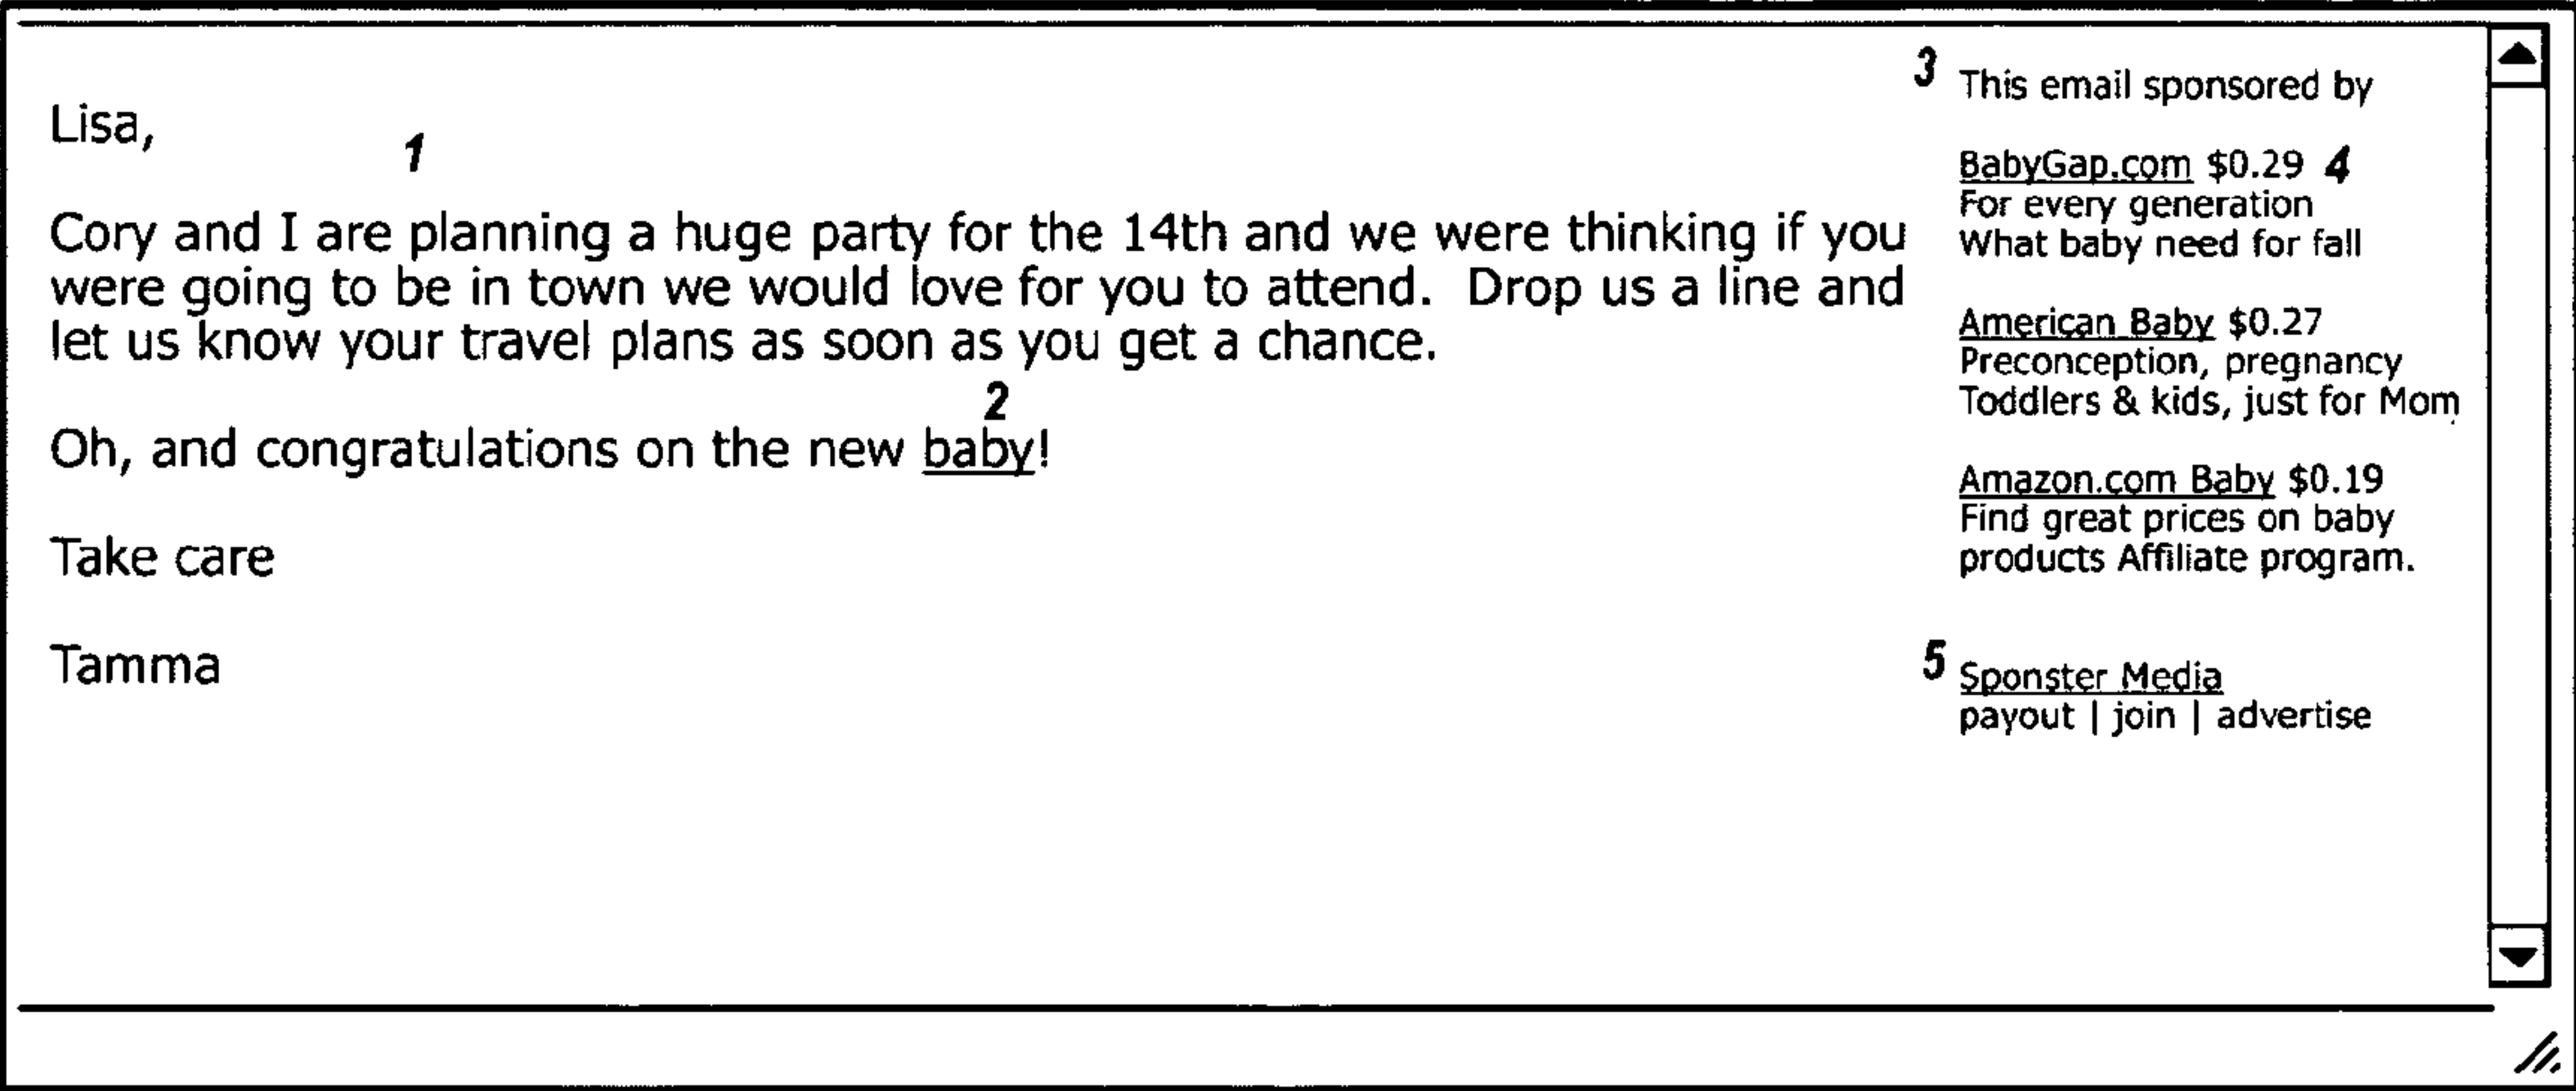 Lisa,
1
Cory and I are planning a huge party for the 14th and we were thinking if you
were going to be in town we would love for you to attend.  Drop us a line and
let us know your travel plans as soon as you get a chance.
2
Oh, and congratulations on the new baby!
Take care
Tamma
3 This email sponsored by
BabyGap.com $0.29 4
For every generation
What baby need for fall
American Baby $0.27
Preconception, pregnancy
Toddlers & kids, just for Mom
Amazon.com Baby $0.19
Find great prices on baby
products Affiliate program.
5 Sponster Media
payout | join | advertise